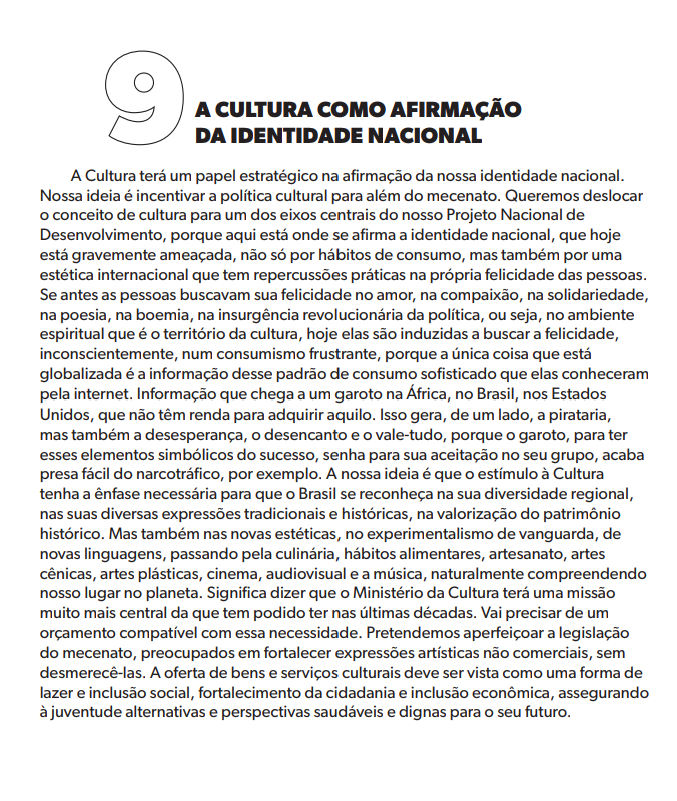 9
A CULTURA COMO AFIRMAÇÃO
DA IDENTIDADE NACIONAL
A Cultura terá um papel estratégico na afirmação da nossa identidade nacional.
Nossa ideia é incentivar a política cultural para além do mecenato. Queremos deslocar
o conceito de cultura para um dos eixos centrais do nosso Projeto Nacional de
Desenvolvimento, porque aqui está onde se afirma a identidade nacional, que hoje
está gravemente ameaçada, não só por hábitos de consumo, mas também por uma
estética internacional que tem repercussões práticas na própria felicidade das pessoas.
Se antes as pessoas buscavam sua felicidade no amor, na compaixão, na solidariedade,
na poesia, na boemia, na insurgência revolucionária da política, ou seja, no ambiente
espiritual que é o território da cultura, hoje elas são induzidas a buscar a felicidade,
inconscientemente, num consumismo frustrante, porque a única coisa que está
globalizada é a informação desse padrão de consumo sofisticado que elas conheceram
pela internet. Informação que chega a um garoto na África, no Brasil, nos Estados
Unidos, que não têm renda para adquirir aquilo. Isso gera, de um lado, a pirataria,
mas também a desesperança, o desencanto e o vale-tudo, porque o garoto, para ter
esses elementos simbólicos do sucesso, senha para sua aceitação no seu grupo, acaba
presa fácil do narcotráfico, por exemplo. A nossa ideia é que o estímulo à Cultura
tenha a ênfase necessária para que o Brasil se reconheça na sua diversidade regional,
nas suas diversas expressões tradicionais e históricas, na valorização do patrimônio
histórico. Mas também nas novas estéticas, no experimentalismo de vanguarda, de
novas linguagens, passando pela culinária, hábitos alimentares, artesanato, artes
cênicas, artes plásticas, cinema, audiovisual e a música, naturalmente compreendendo
nosso lugar no planeta. Significa dizer que o Ministério da Cultura terá uma missão
muito mais central da que tem podido ter nas últimas décadas. Vai precisar de um
orçamento compatível com essa necessidade. Pretendemos aperfeiçoar a legislação
do mecenato, preocupados em fortalecer expressões artísticas não comerciais, sem
desmerecê-las. A oferta de bens e serviços culturais deve ser vista como uma forma de
lazer e inclusão social, fortalecimento da cidadania e inclusão econômica, assegurando
à juventude alternativas e perspectivas saudáveis e dignas para o seu futuro.